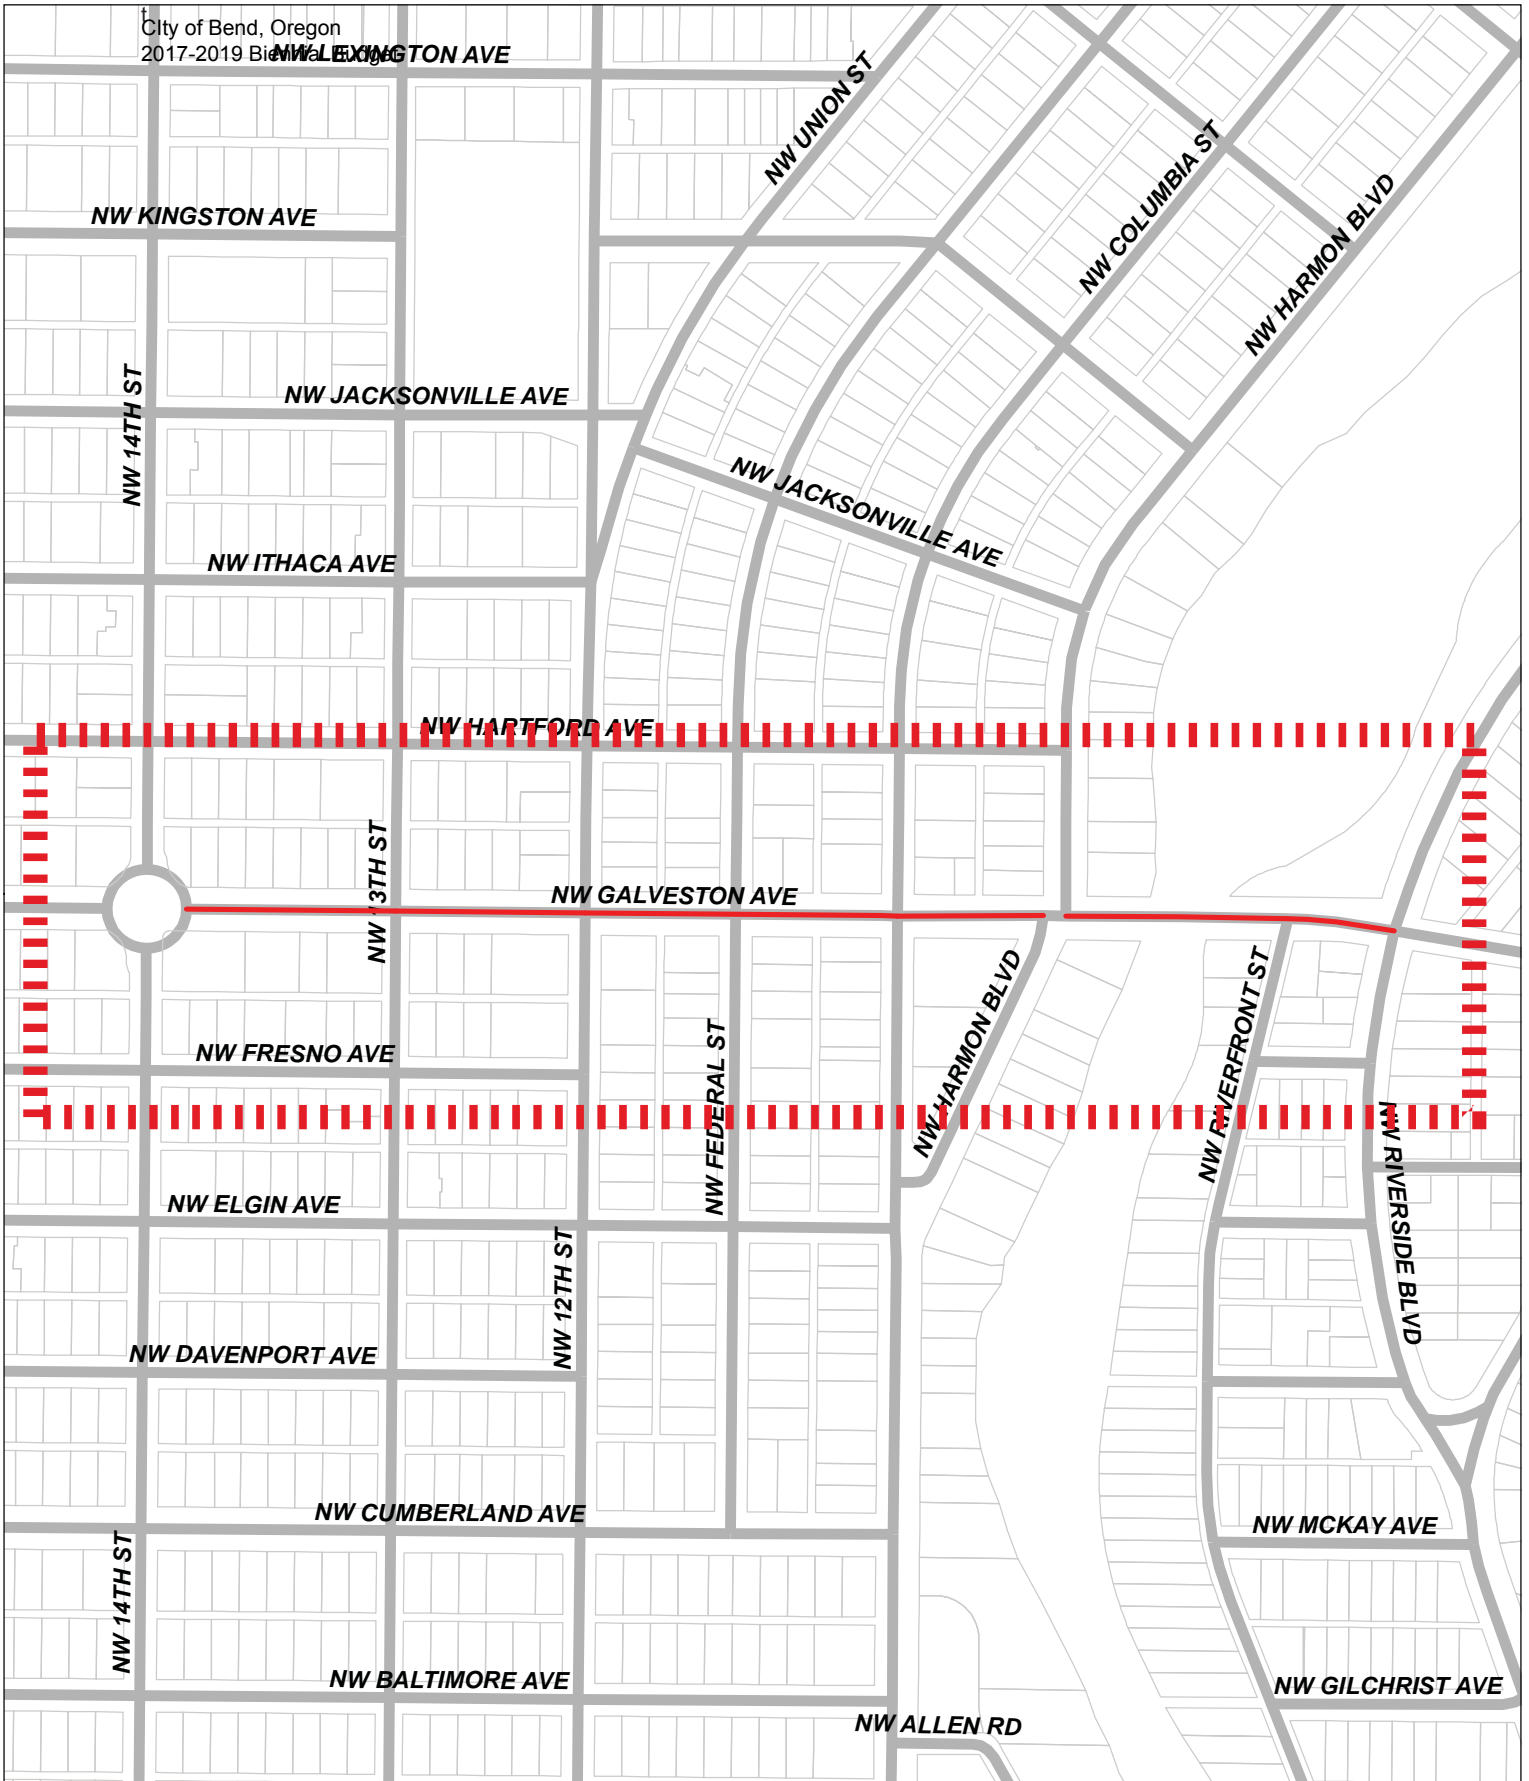 t
CIty of Bend, Oregon
2017-2019 Biennial Budget
NW LEXINGTON AVE
NW UNION ST
NW COLUMBIA ST
NW HARMON BLVD
NW KINGSTON AVE
NW 14TH ST
NW JACKSONVILLE AVE
NW JACKSONVILLE AVE
NW ITHACA AVE
NW HARTFORD AVE
NW 13TH ST
NW GALVESTON AVE
NW HARMON BLVD
NW RIVERFRONT ST
NW FRESNO AVE
NW FEDERAL ST
NW RIVERSIDE BLVD
NW ELGIN AVE
NW 12TH ST
NW DAVENPORT AVE
NW CUMBERLAND AVE
NW MCKAY AVE
NW 14TH ST
NW BALTIMORE AVE
NW GILCHRIST AVE
NW ALLEN RD